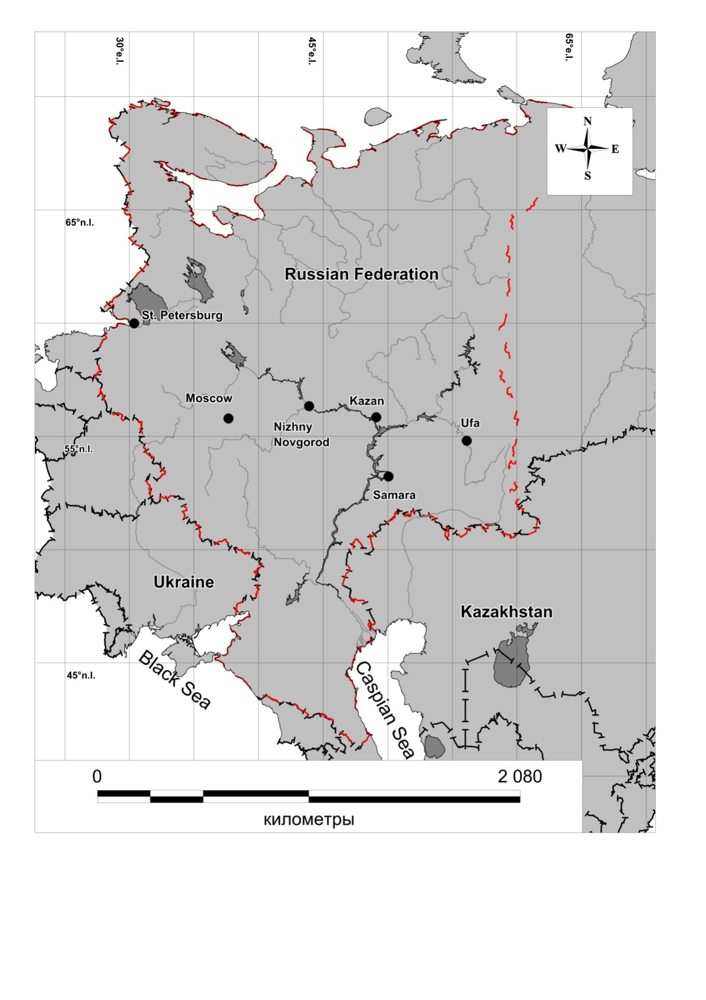 30°e.l.
45°e.l.
65°e.l.
N
W
E
S
65°n.l.
Russian Federation
St. Petersburg
Moscow
Kazan
Nizhny
Novgorod
Ufa
55°n.l.
Samara
Ukraine
Kazakhstan
Black Sea
Caspian Sea
45°n.l.
0
2 080
километры